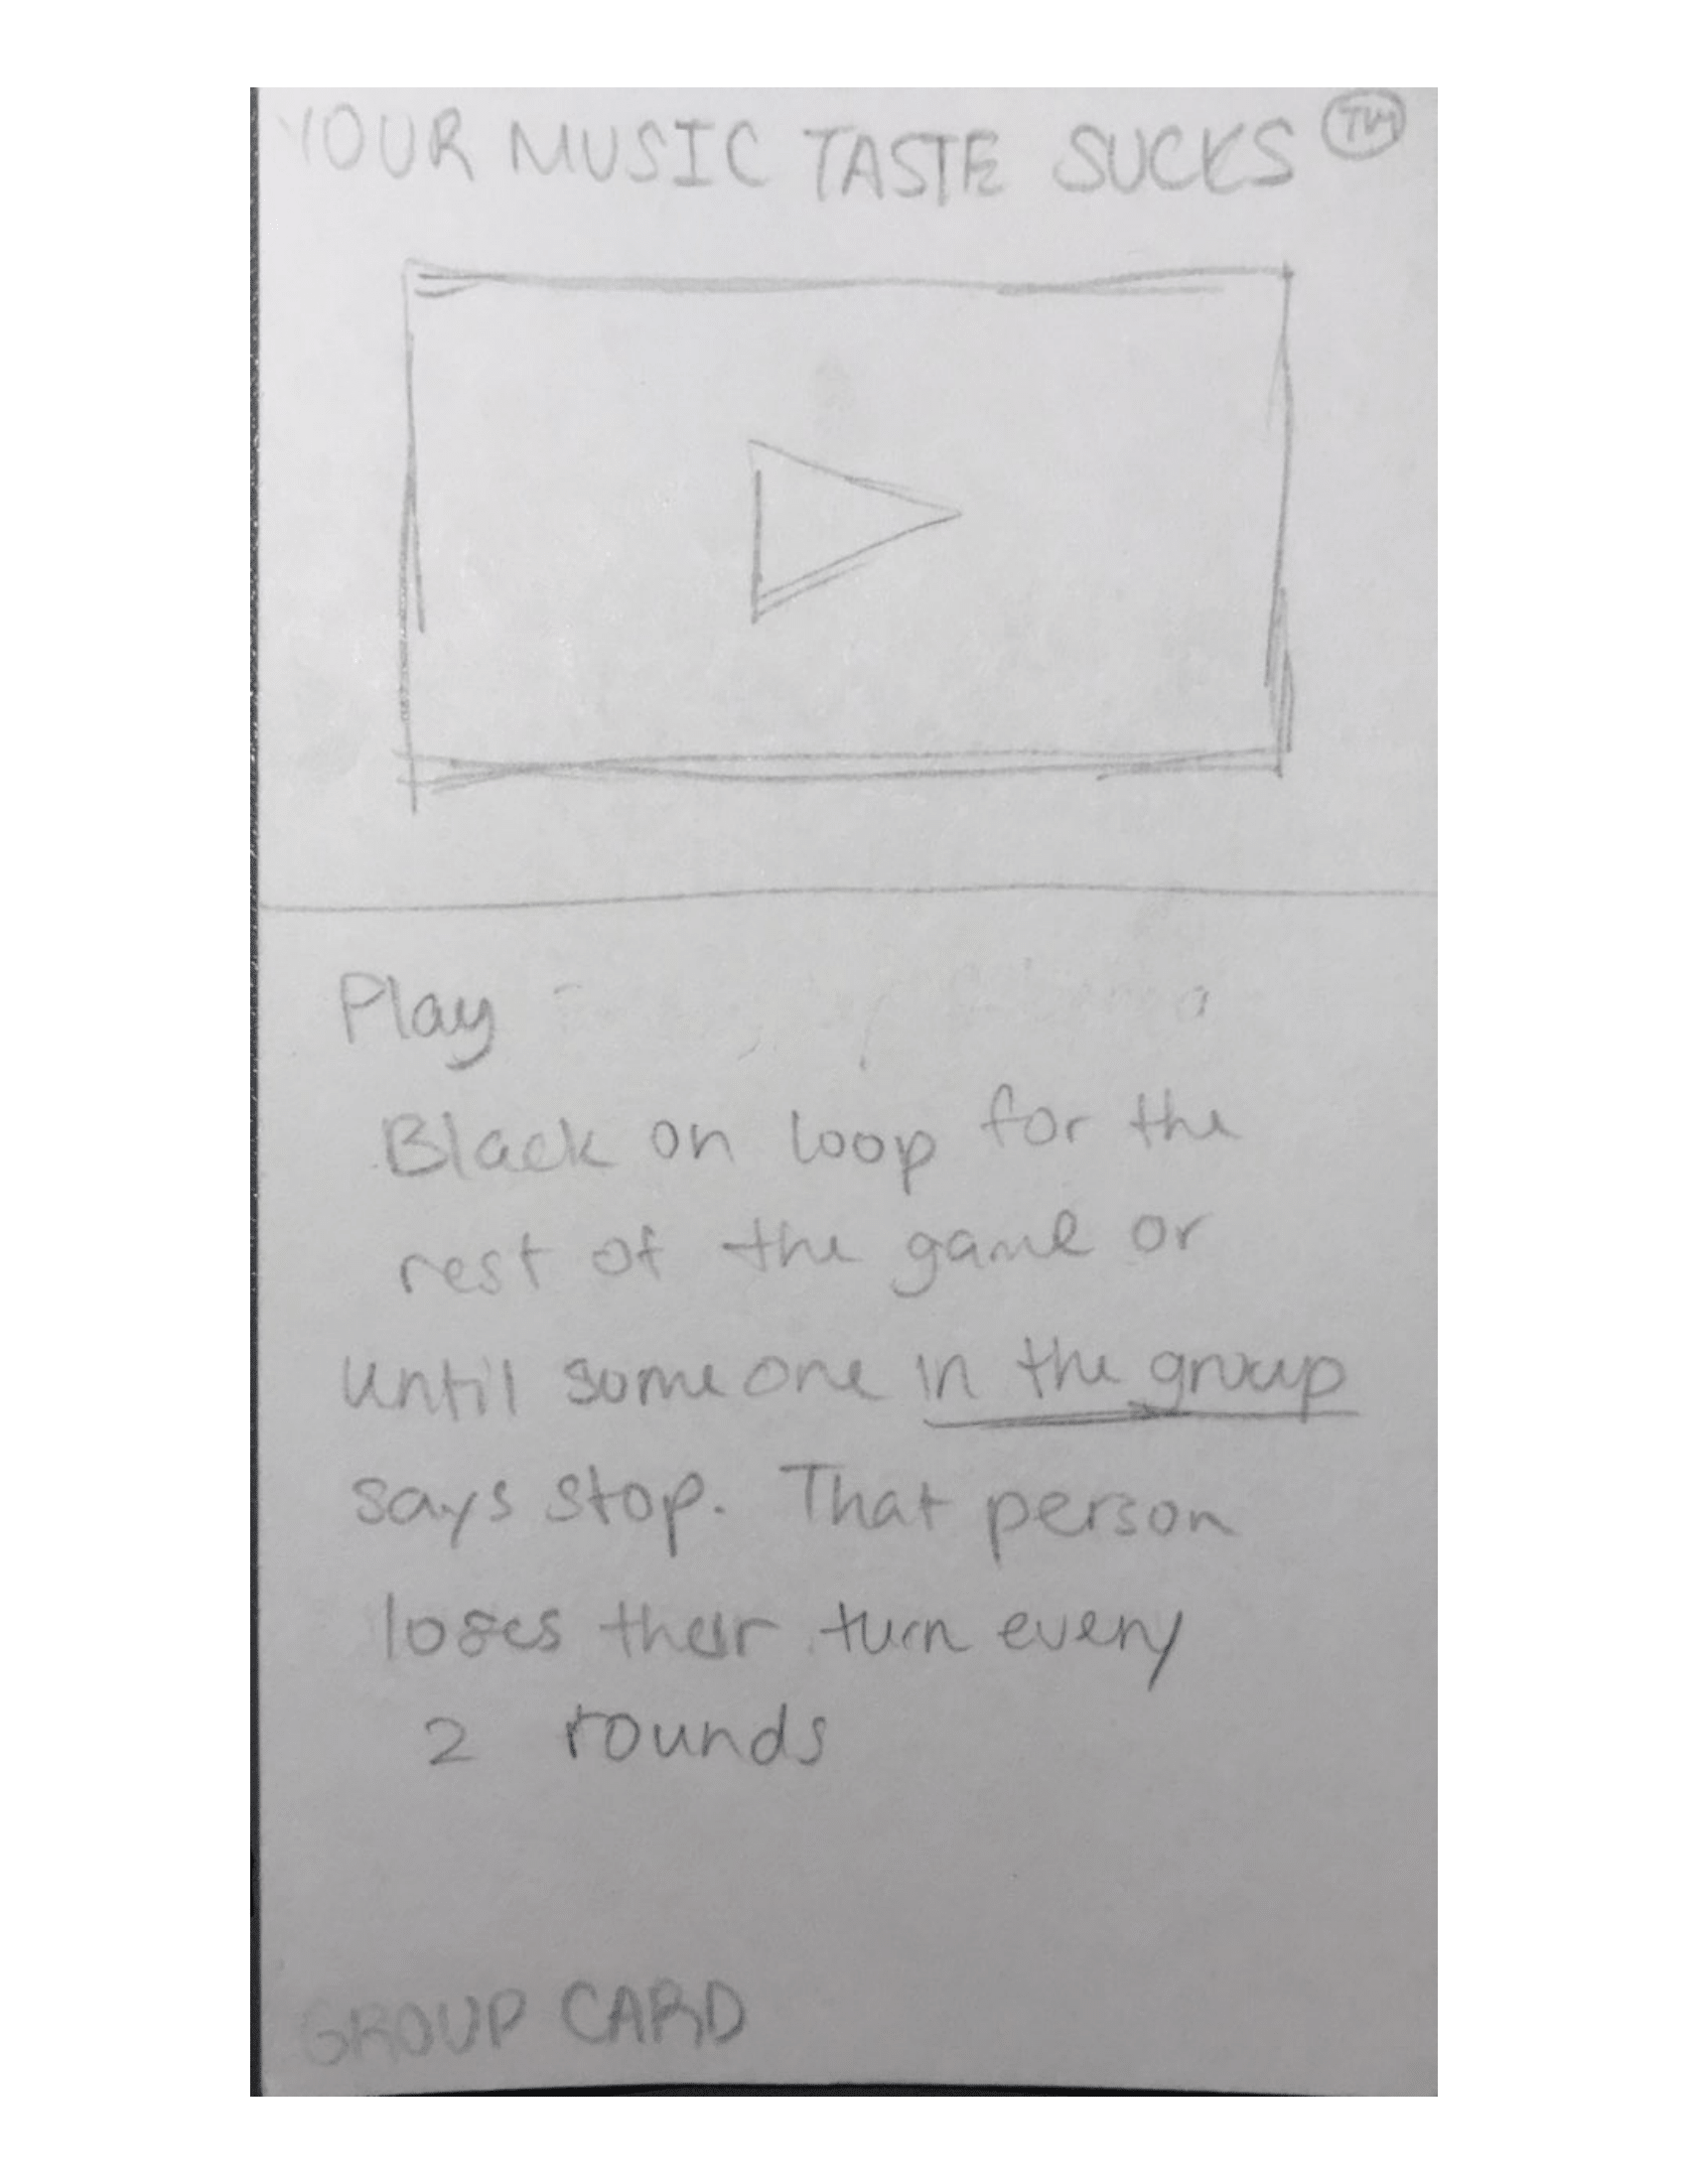 YOUR MUSIC TASTE SUCKS TM
Play
Black on loop for the
rest of the game or
until someone in the group
says stop. That person
loses their turn every
2 rounds
GROUP CARD